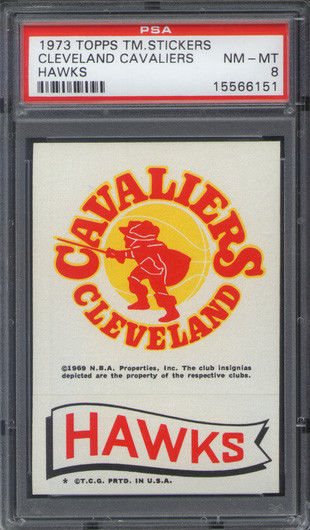 PSA
1973 TOPPS TM.STICKERS
CLEVELAND CAVALIERS NM - MT
HAWKS 8
15566151
CAVALIERS
CLEVELAND
©1969 N.B.A. Properties, Inc. The club insignias
depicted are the property of the respective clubs.
HAWKS
* ©T.C.G. PRTD. IN U.S.A.